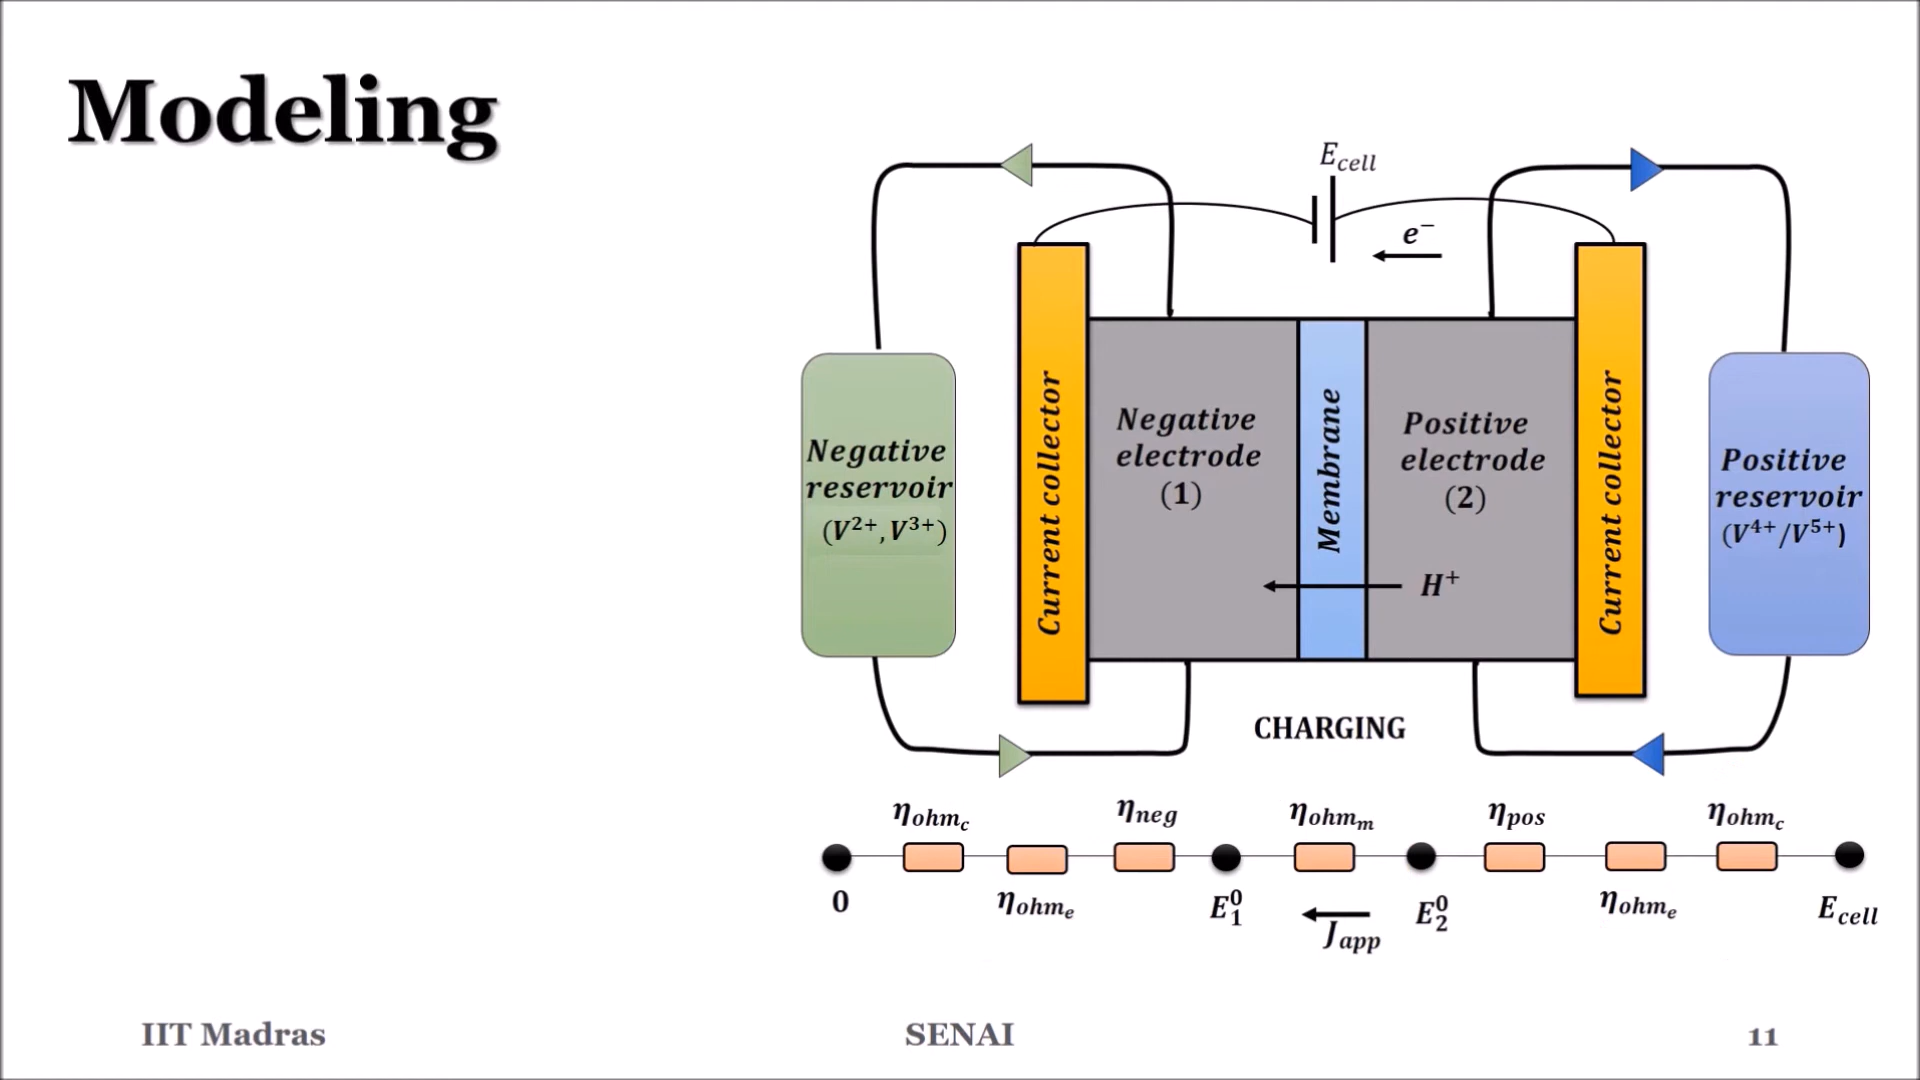 Modeling
E_cell
e⁻
Negative
reservoir
(V²⁺,V³⁺)
Current collector
Negative
electrode
(1)
Membrane
Positive
electrode
(2)
H⁺
Current collector
Positive
reservoir
(V⁴⁺/V⁵⁺)
CHARGING
η_ohm_c
η_neg
η_ohm_m
η_pos
η_ohm_c
0
η_ohm_e
E₁⁰
J_app
E₂⁰
η_ohm_e
E_cell
IIT Madras
SENAI
11